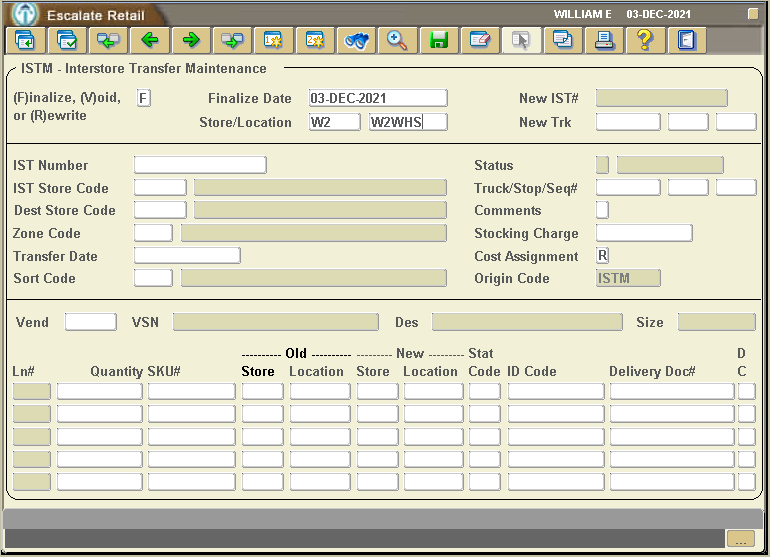 Escalate Retail WILLIAM E 03-DEC-2021
1 2 ?
ISTM - Interstore Transfer Maintenance
(F)inalize, (V)oid, or (R)ewrite F Finalize Date 03-DEC-2021 New IST#
Store/Location W2 W2WHS New Trk
IST Number Status
IST Store Code Truck/Stop/Seq#
Dest Store Code Comments
Zone Code Stocking Charge
Transfer Date Cost Assignment R
Sort Code Origin Code ISTM
Vend VSN Des Size
---------- Old ---------- --------- New --------- Stat D
Ln# Quantity SKU# Store Location Store Location Code ID Code Delivery Doc# C
...